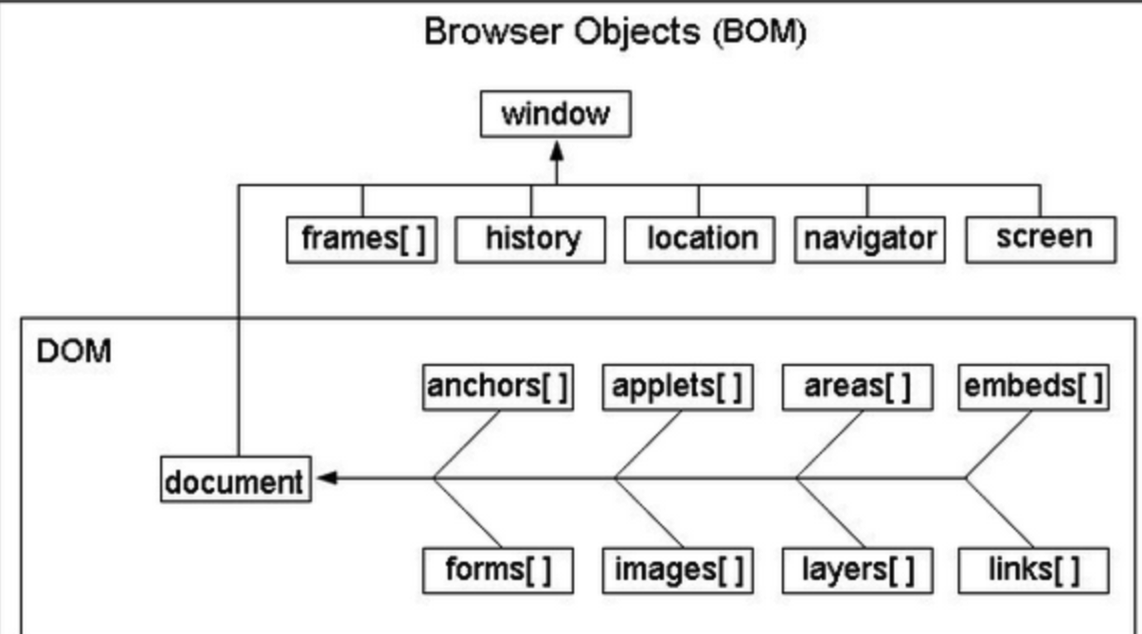 Browser Objects (BOM)
window
frames[ ]
history
location
navigator
screen
DOM
anchors[ ]
applets[ ]
areas[ ]
embeds[ ]
document
forms[ ]
images[ ]
layers[ ]
links[ ]